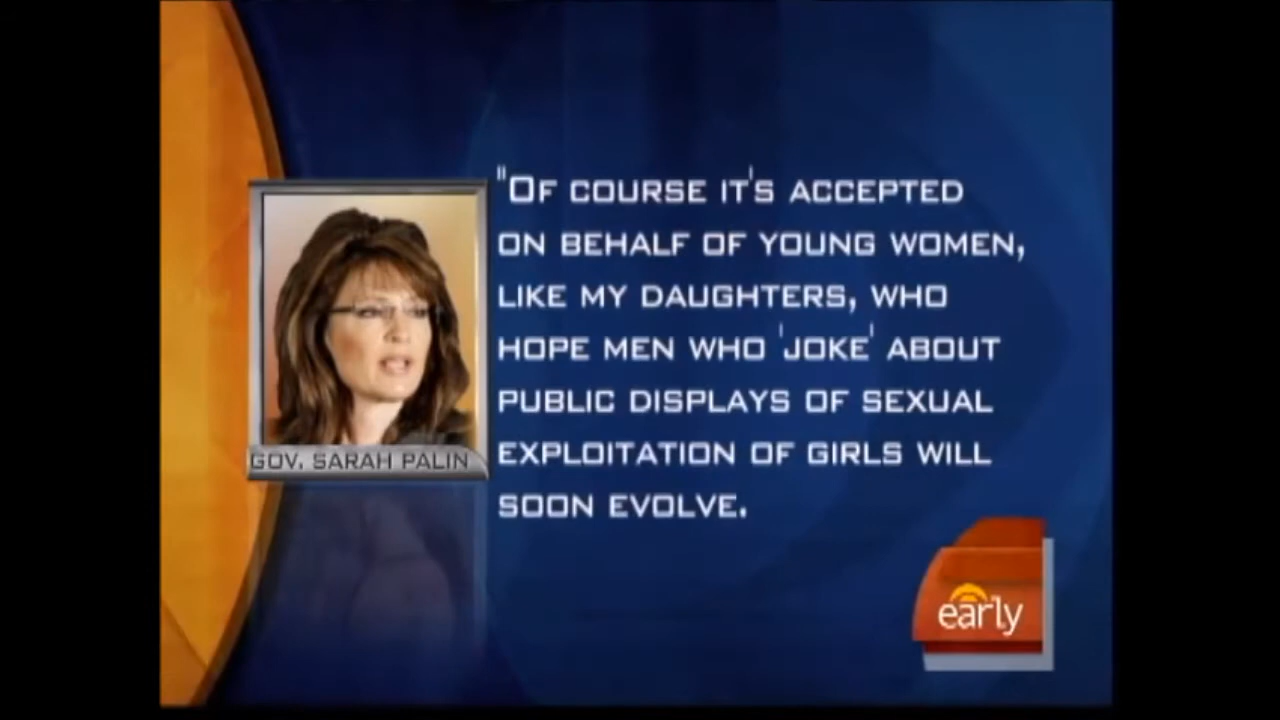 "OF COURSE IT'S ACCEPTED
ON BEHALF OF YOUNG WOMEN,
LIKE MY DAUGHTERS, WHO
HOPE MEN WHO 'JOKE' ABOUT
PUBLIC DISPLAYS OF SEXUAL
EXPLOITATION OF GIRLS WILL
SOON EVOLVE.
GOV. SARAH PALIN
early